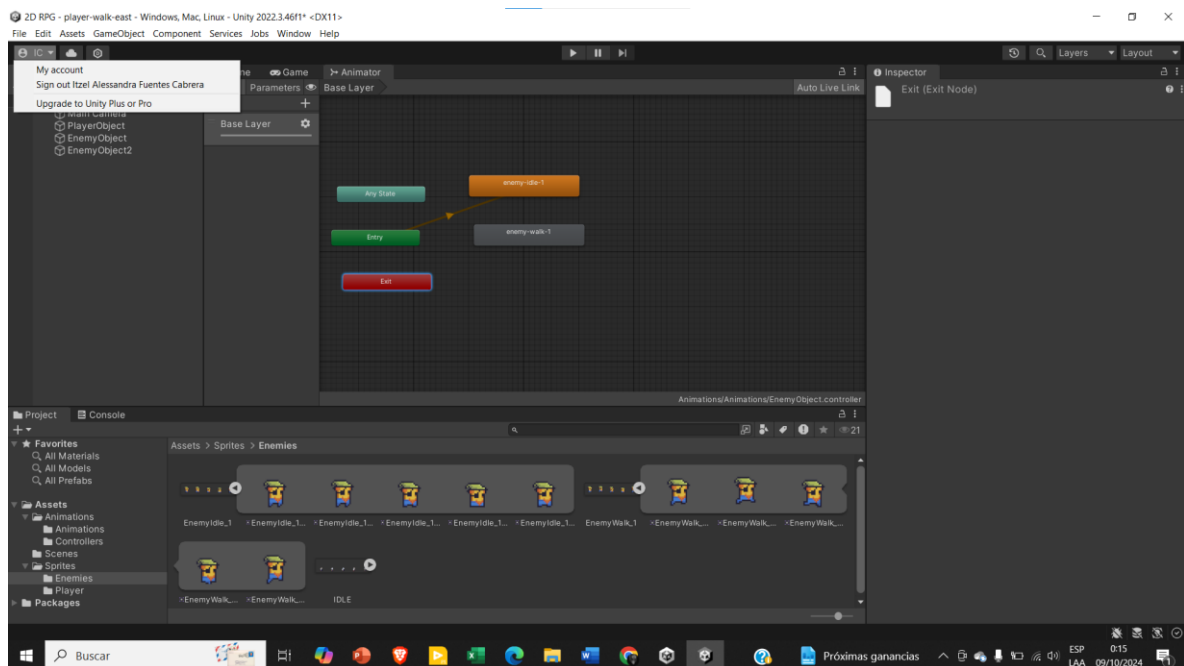 2D RPG - player-walk-east - Windows, Mac, Linux - Unity 2022.3.46f1* <DX11>
File Edit Assets GameObject Component Services Jobs Window Help
IC
Layers
Layout
My account
Sign out Itzel Alessandra Fuentes Cabrera
Upgrade to Unity Plus or Pro
Game
Animator
Inspector
Parameters
Base Layer
Auto Live Link
Exit (Exit Node)
Main Camera
PlayerObject
EnemyObject
EnemyObject2
Base Layer
Any State
enemy-idle-1
Entry
enemy-walk-1
Exit
Animations/Animations/EnemyObject.controller
Project
Console
21
Favorites
All Materials
All Models
All Prefabs
Assets
Animations
Animations
Controllers
Scenes
Sprites
Enemies
Player
Packages
Assets > Sprites > Enemies
EnemyIdle_1
EnemyIdle_1...
EnemyIdle_1...
EnemyIdle_1...
EnemyIdle_1...
EnemyIdle_1...
EnemyWalk_1
EnemyWalk_...
EnemyWalk_...
EnemyWalk_...
EnemyWalk_...
EnemyWalk_...
IDLE
Buscar
Próximas ganancias
ESP
LAA
0:15
09/10/2024